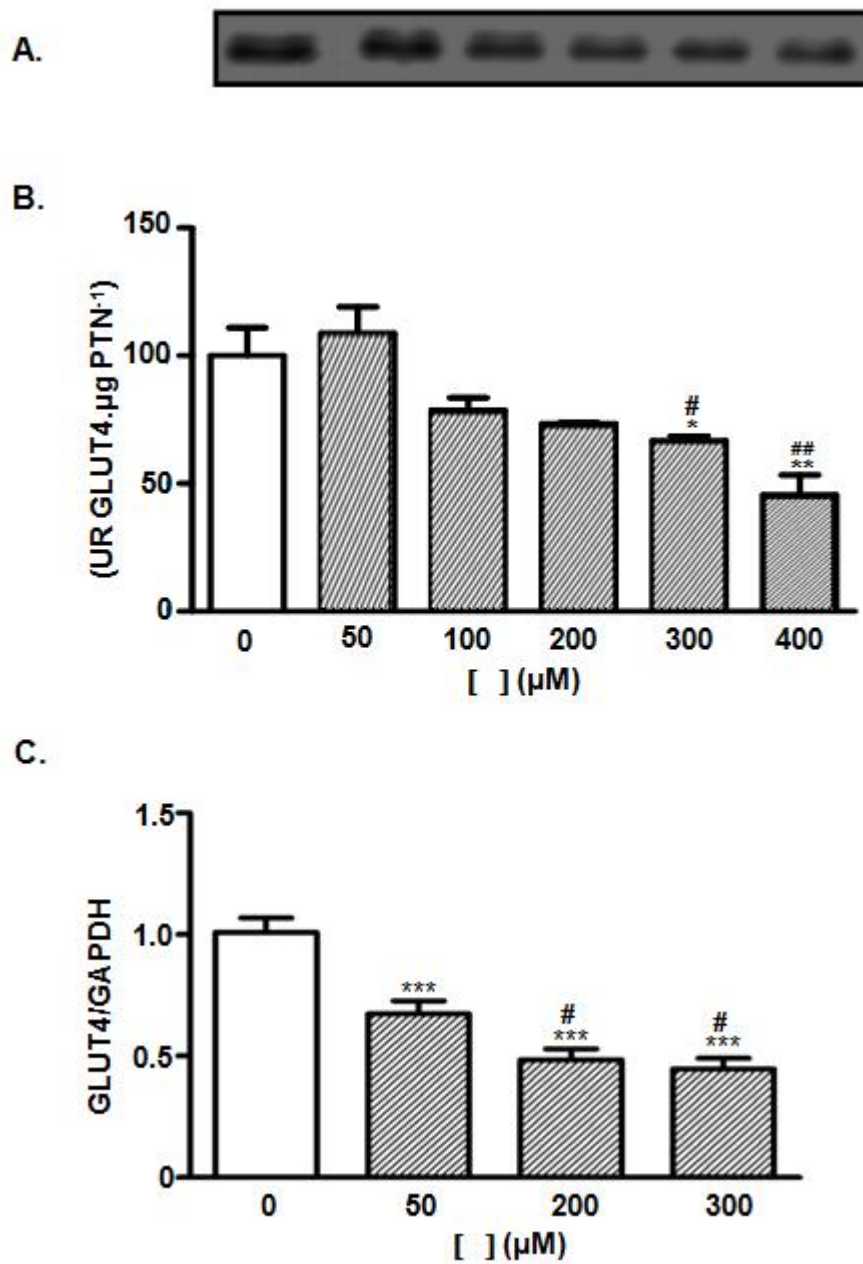 A.
B.
(UR GLUT4.µg PTN-1)
150
100
50
0
#
*
##
**
0 50 100 200 300 400
[ ] (µM)
C.
GLUT4/GAPDH
1.5
1.0
0.5
0
***
#
***
#
***
0 50 200 300
[ ] (µM)